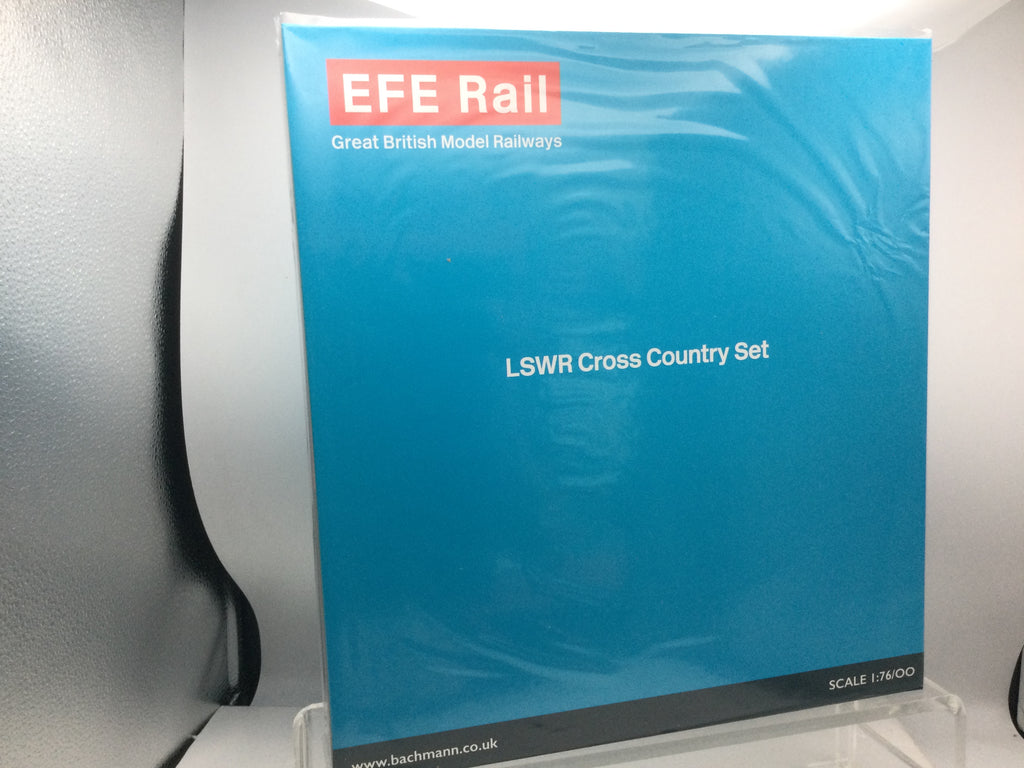 EFE Rail
Great British Model Railways
LSWR Cross Country Set
SCALE 1:76/OO
www.bachmann.co.uk